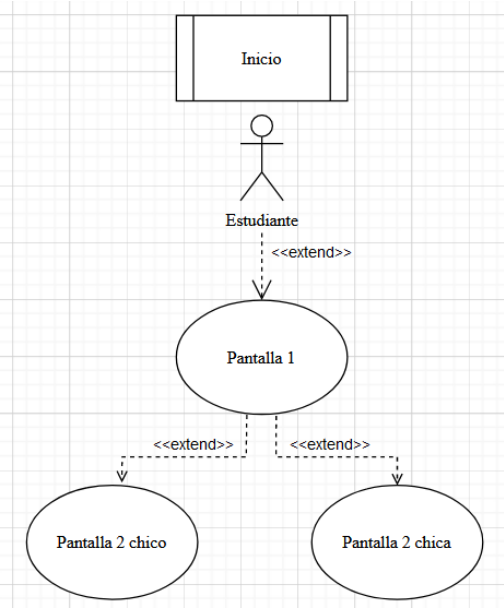 Inicio
Estudiante
<<extend>>
Pantalla 1
<<extend>>
<<extend>>
Pantalla 2 chico
Pantalla 2 chica